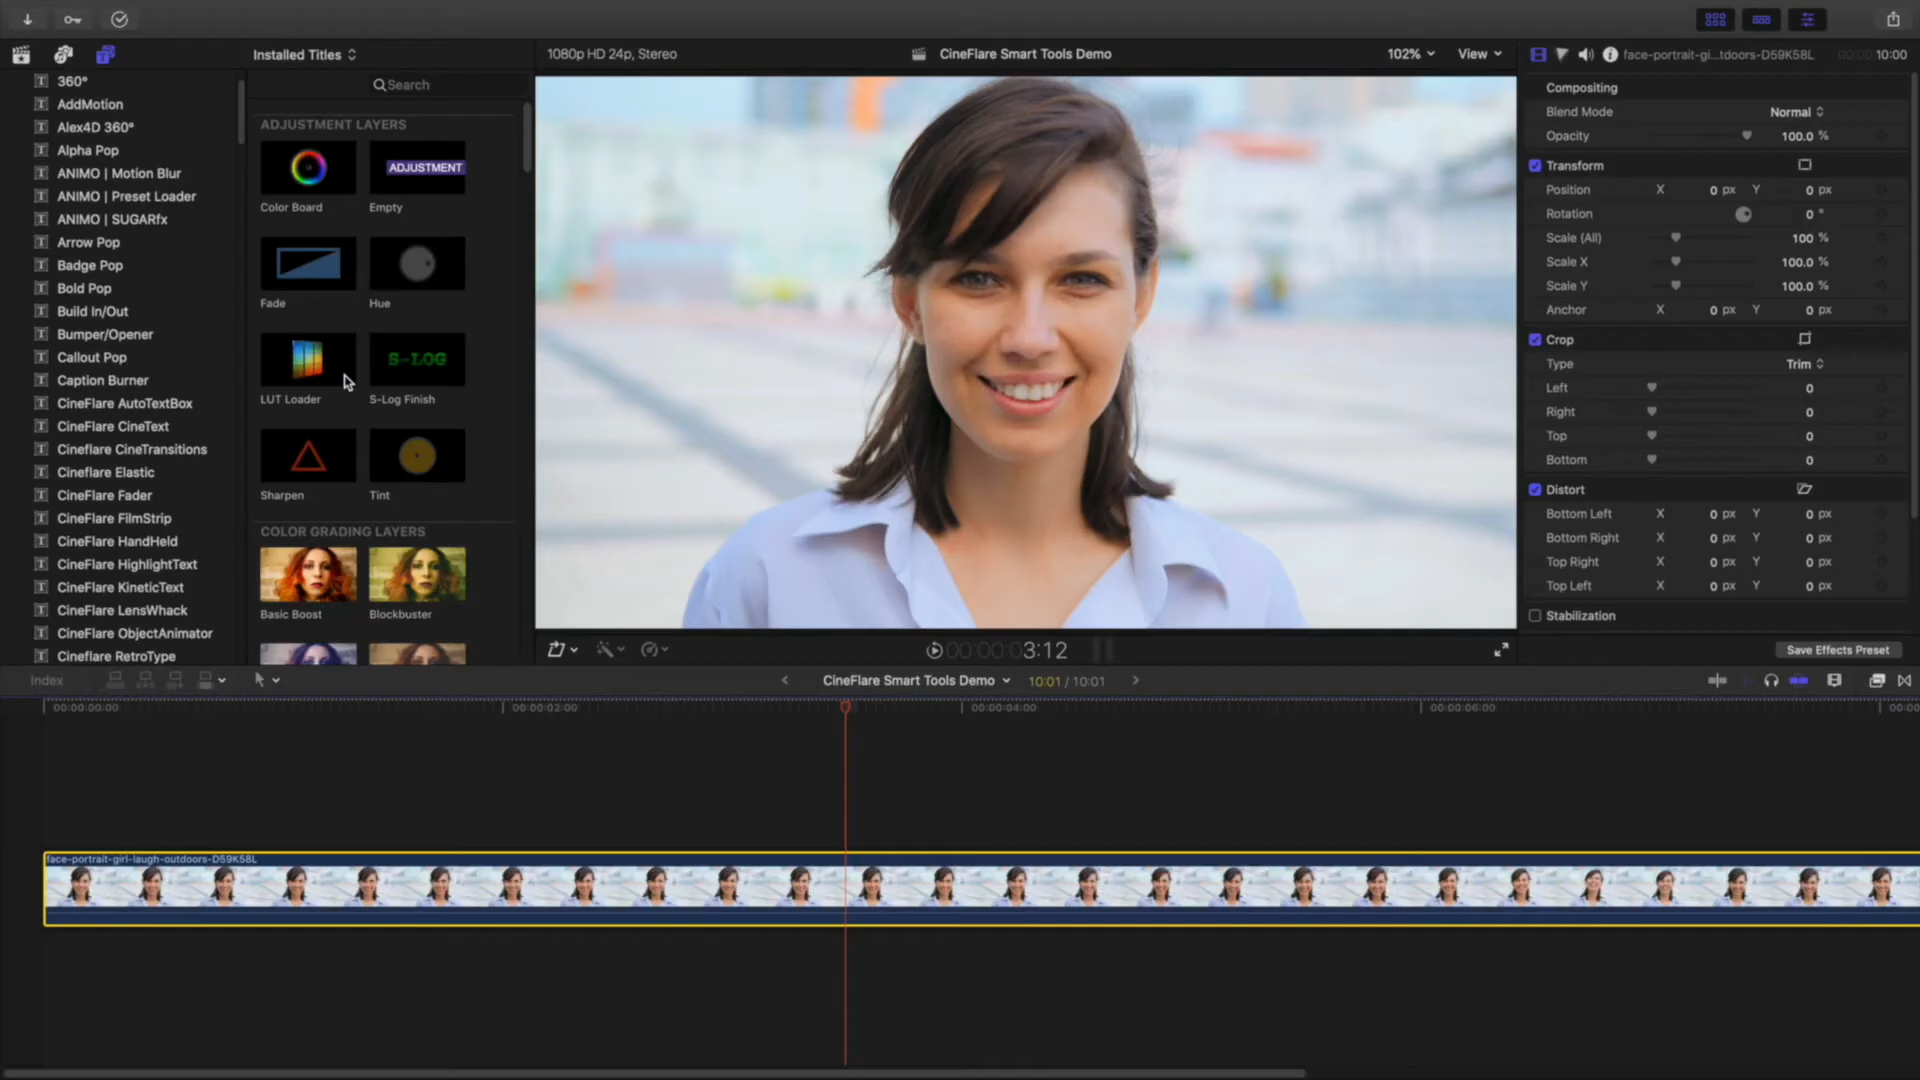 Installed Titles
1080p HD 24p, Stereo
CineFlare Smart Tools Demo
102%
View
face-portrait-gi...tdoors-D59K58L
10:00
360°
AddMotion
Alex4D 360°
Alpha Pop
ANIMO | Motion Blur
ANIMO | Preset Loader
ANIMO | SUGARfx
Arrow Pop
Badge Pop
Bold Pop
Build In/Out
Bumper/Opener
Callout Pop
Caption Burner
CineFlare AutoTextBox
CineFlare CineText
Cineflare CineTransitions
Cineflare Elastic
CineFlare Fader
CineFlare FilmStrip
CineFlare HandHeld
CineFlare HighlightText
CineFlare KineticText
CineFlare LensWhack
CineFlare ObjectAnimator
Cineflare RetroType
Search
ADJUSTMENT LAYERS
ADJUSTMENT
Color Board
Empty
Fade
Hue
S-LOG
LUT Loader
S-Log Finish
Sharpen
Tint
COLOR GRADING LAYERS
Basic Boost
Blockbuster
Compositing
Blend Mode
Normal
Opacity
100.0 %
Transform
Position
X
0 px
Y
0 px
Rotation
0 °
Scale (All)
100 %
Scale X
100.0 %
Scale Y
100.0 %
Anchor
X
0 px
Y
0 px
Crop
Type
Trim
Left
0
Right
0
Top
0
Bottom
0
Distort
Bottom Left
X
0 px
Y
0 px
Bottom Right
X
0 px
Y
0 px
Top Right
X
0 px
Y
0 px
Top Left
X
0 px
Y
0 px
Stabilization
Save Effects Preset
00:00:03:12
Index
CineFlare Smart Tools Demo
10:01 / 10:01
00:00:00:00
00:00:02:00
00:00:04:00
00:00:06:00
face-portrait-girl-laugh-outdoors-D59K58L